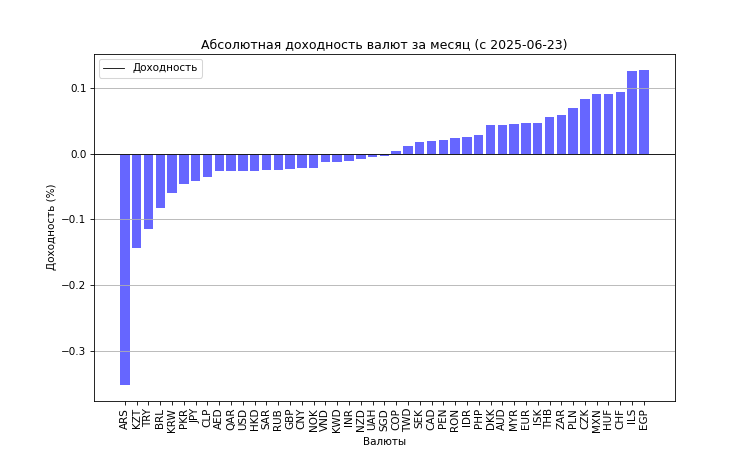 Абсолютная доходность валют за месяц (с 2025-06-23)
Доходность
0.1
0.0
−0.1
−0.2
−0.3
Доходность (%)
ARS KZT TRY BRL KRW PKR JPY CLP AED QAR USD HKD SAR RUB GBP CNY NOK VND KWD INR NZD UAH SGD COP TWD SEK CAD PEN RON IDR PHP DKK AUD MYR EUR ISK THB ZAR PLN CZK MXN HUF CHF ILS EGP
Валюты